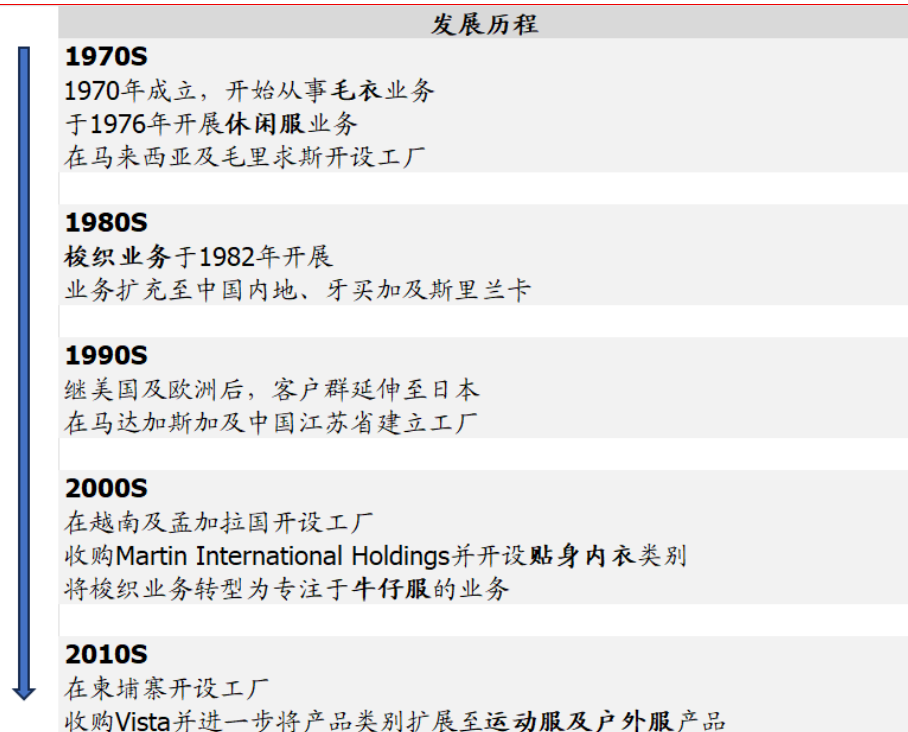 发展历程
1970S
1970年成立，开始从事毛衣业务
于1976年开展休闲服业务
在马来西亚及毛里求斯开设工厂
1980S
梭织业务于1982年开展
业务扩充至中国内地、牙买加及斯里兰卡
1990S
继美国及欧洲后，客户群延伸至日本
在马达加斯加及中国江苏省建立工厂
2000S
在越南及孟加拉国开设工厂
收购Martin International Holdings并开设贴身内衣类别
将梭织业务转型为专注于牛仔服的业务
2010S
在柬埔寨开设工厂
收购Vista并进一步将产品类别扩展至运动服及户外服产品